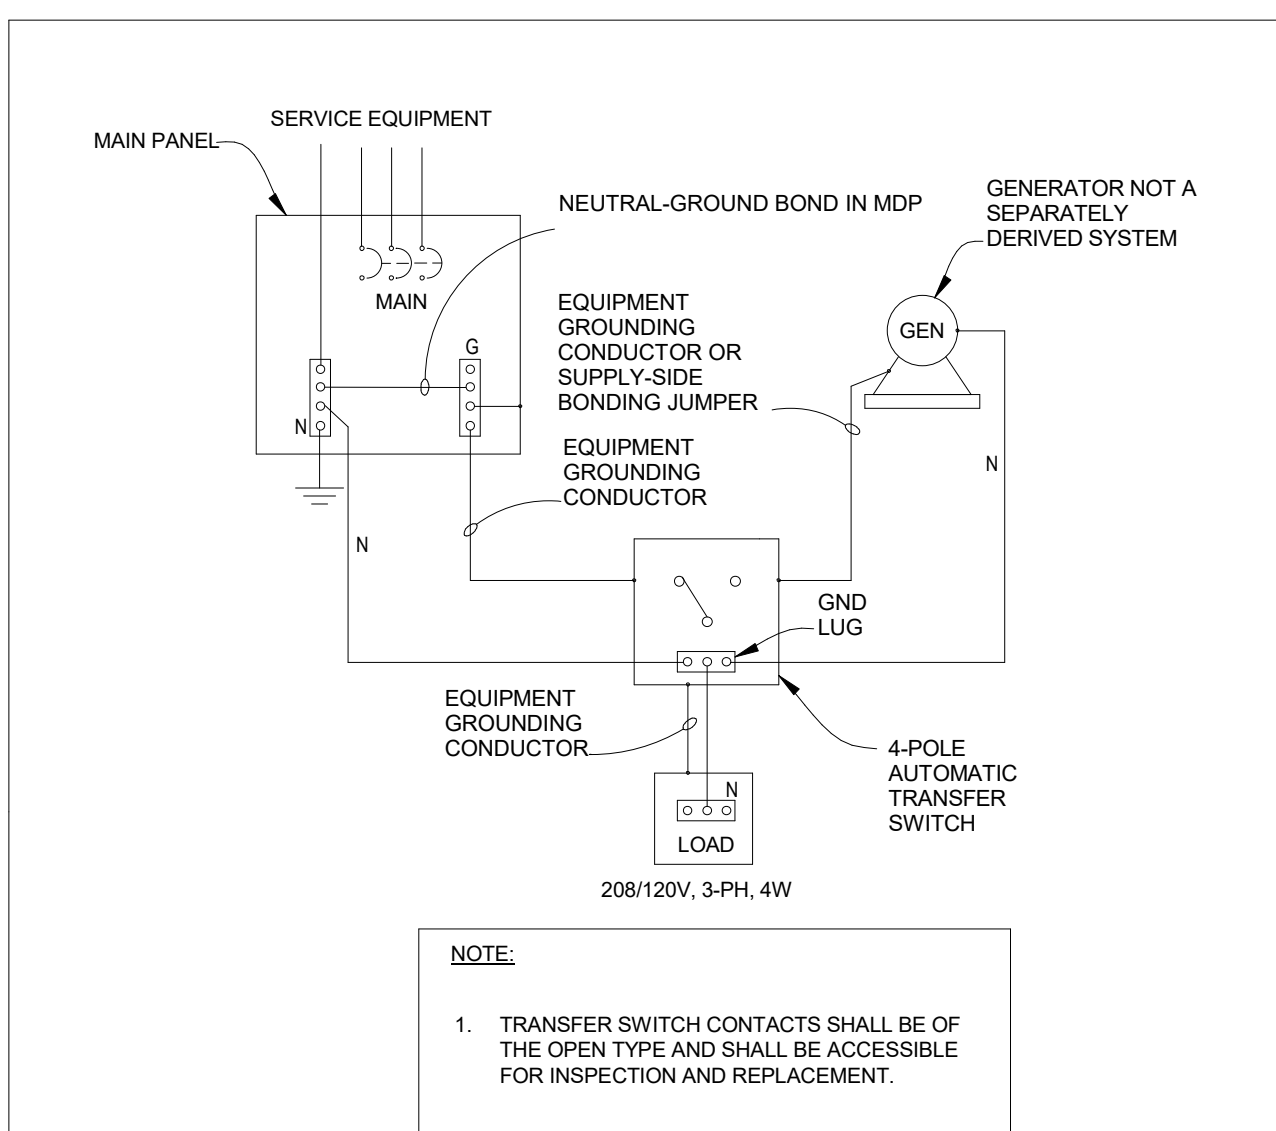 SERVICE EQUIPMENT
MAIN PANEL
NEUTRAL-GROUND BOND IN MDP
GENERATOR NOT A
SEPARATELY
DERIVED SYSTEM
MAIN
EQUIPMENT
GROUNDING
CONDUCTOR OR
SUPPLY-SIDE
BONDING JUMPER
GEN
G
N
EQUIPMENT
GROUNDING
CONDUCTOR
N
N
GND
LUG
EQUIPMENT
GROUNDING
CONDUCTOR
4-POLE
AUTOMATIC
TRANSFER
SWITCH
N
LOAD
208/120V, 3-PH, 4W
NOTE:
1. TRANSFER SWITCH CONTACTS SHALL BE OF
THE OPEN TYPE AND SHALL BE ACCESSIBLE
FOR INSPECTION AND REPLACEMENT.